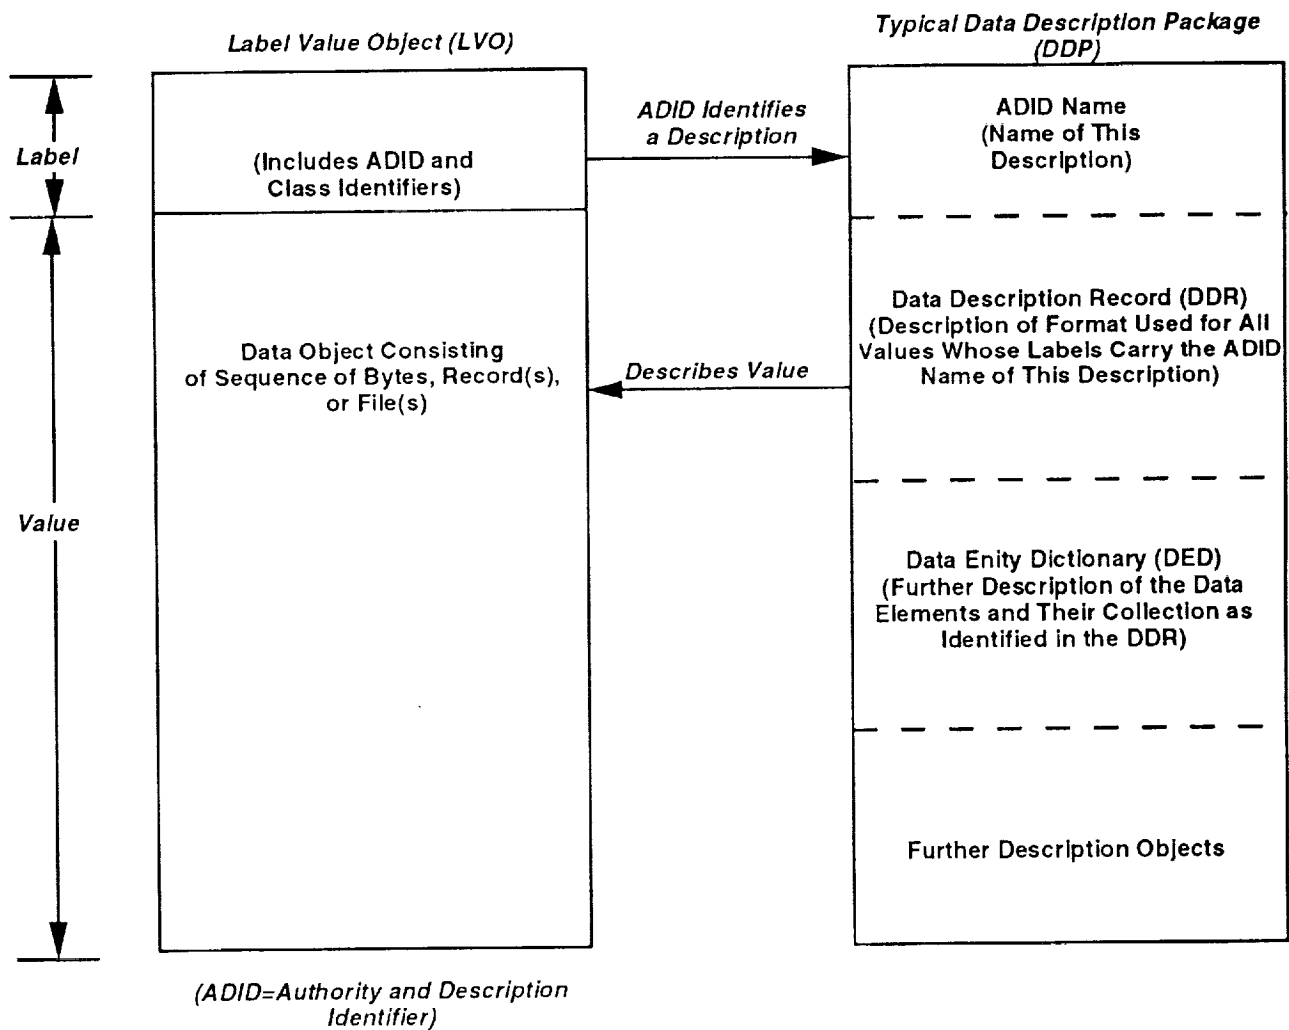 Label Value Object (LVO)
Typical Data Description Package
(DDP)
Label
(Includes ADID and
Class Identifiers)
ADID Identifies
a Description
ADID Name
(Name of This
Description)
Value
Data Object Consisting
of Sequence of Bytes, Record(s),
or File(s)
Describes Value
Data Description Record (DDR)
(Description of Format Used for All
Values Whose Labels Carry the ADID
Name of This Description)
Data Enity Dictionary (DED)
(Further Description of the Data
Elements and Their Collection as
Identified in the DDR)
Further Description Objects
(ADID=Authority and Description
Identifier)